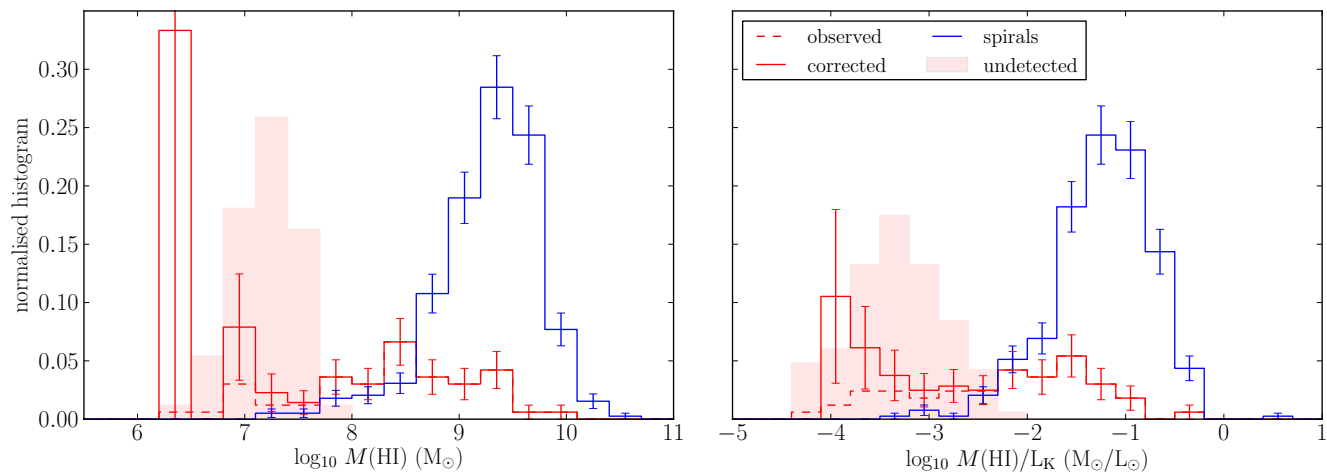 normalised histogram
0.30
0.25
0.20
0.15
0.10
0.05
0.00
6 7 8 9 10 11
log₁₀ M(HI) (M☉)
observed spirals
corrected undetected
−5 −4 −3 −2 −1 0 1
log₁₀ M(HI)/L_K (M☉/L☉)